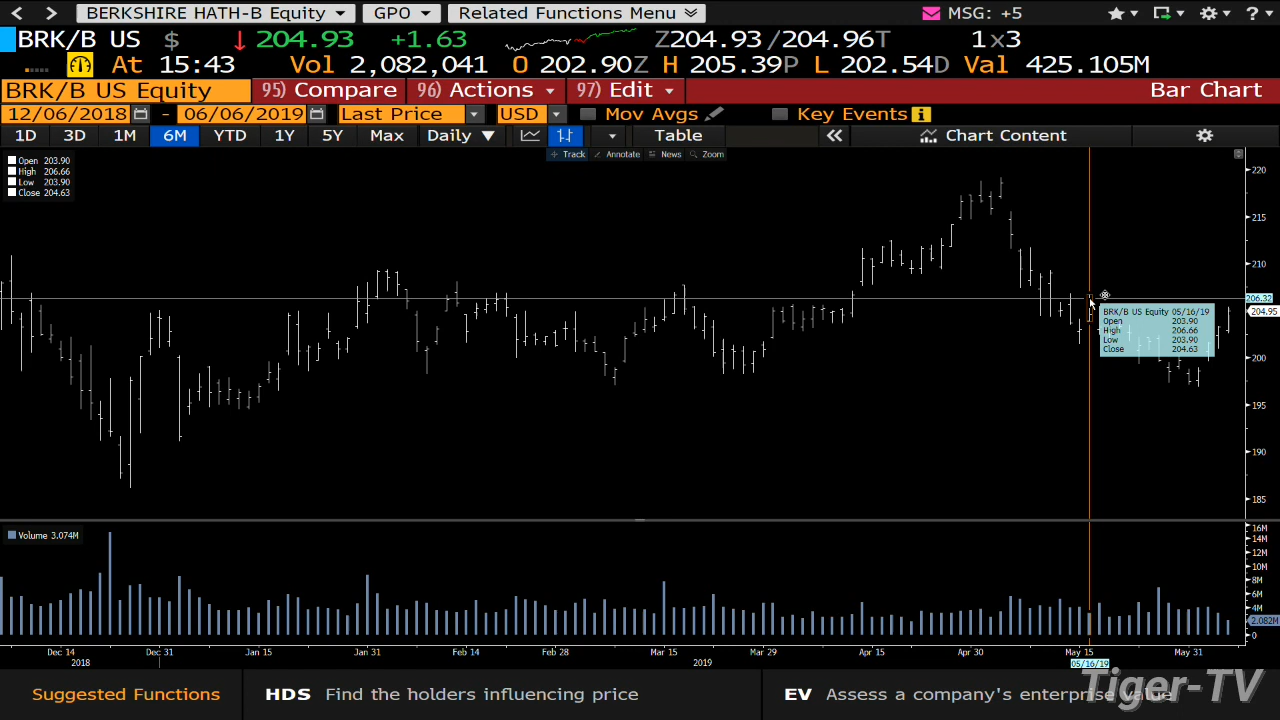 BERKSHIRE HATH-B Equity GPO Related Functions Menu MSG: +5 ?
BRK/B US $ 204.93 +1.63 Z204.93/204.96T 1x3
At 15:43 Vol 2,082,041 O 202.90Z H 205.39P L 202.54D Val 425.105M
BRK/B US Equity 95) Compare 96) Actions 97) Edit Bar Chart
12/06/2018 - 06/06/2019 Last Price USD Mov Avgs Key Events i
1D 3D 1M 6M YTD 1Y 5Y Max Daily Table « Chart Content
Track Annotate News Zoom
Open 203.90
High 206.66
Low 203.90
Close 204.63
220
215
210
206.32
204.95
200
195
190
185
BRK/B US Equity 05/16/19
Open 203.90
High 206.66
Low 203.90
Close 204.63
Volume 3.074M
16M
14M
12M
10M
8M
6M
4M
2.082M
0
Dec 14 Dec 31 Jan 15 Jan 31 Feb 14 Feb 28 Mar 15 Mar 29 Apr 15 Apr 30 May 15 May 31
2018 2019 05/16/19
Suggested Functions HDS Find the holders influencing price EV Assess a company's enterprise value
Tiger-TV